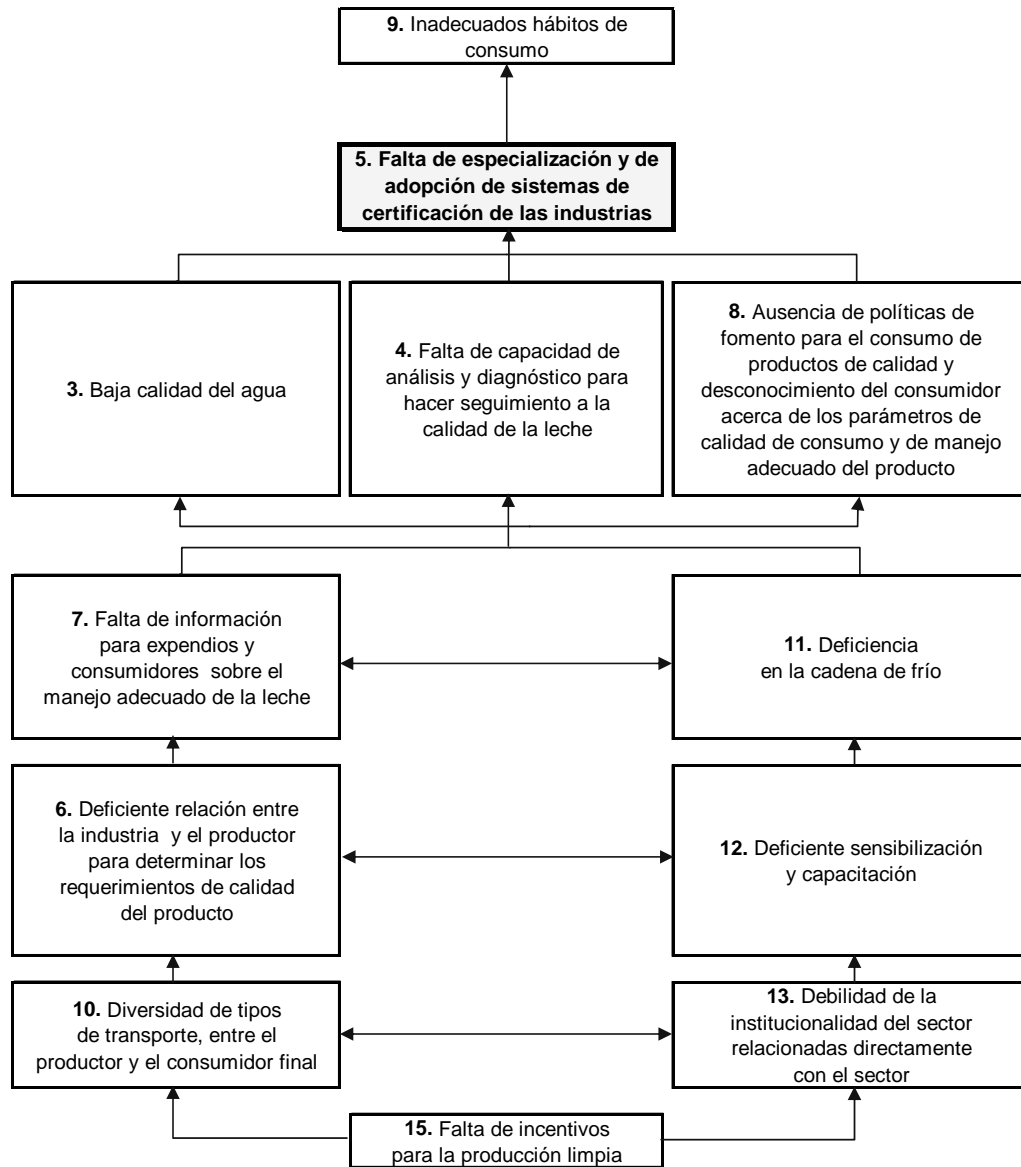 9. Inadecuados hábitos de
consumo
5. Falta de especialización y de
adopción de sistemas de
certificación de las industrias
3. Baja calidad del agua
4. Falta de capacidad de
análisis y diagnóstico para
hacer seguimiento a la
calidad de la leche
8. Ausencia de políticas de
fomento para el consumo de
productos de calidad y
desconocimiento del consumidor
acerca de los parámetros de
calidad de consumo y de manejo
adecuado del producto
7. Falta de información
para expendios y
consumidores sobre el
manejo adecuado de la leche
11. Deficiencia
en la cadena de frío
6. Deficiente relación entre
la industria y el productor
para determinar los
requerimientos de calidad
del producto
12. Deficiente sensibilización
y capacitación
10. Diversidad de tipos
de transporte, entre el
productor y el consumidor final
13. Debilidad de la
institucionalidad del sector
relacionadas directamente
con el sector
15. Falta de incentivos
para la producción limpia